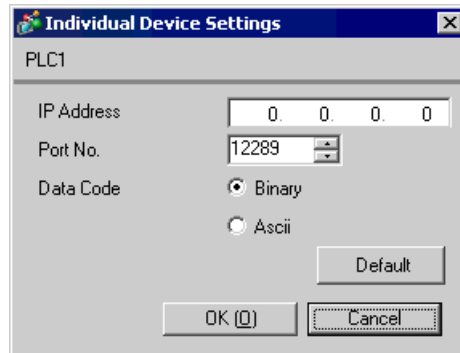 Individual Device Settings
PLC1
IP Address 0. 0. 0. 0
Port No. 12289
Data Code Binary
Ascii
Default
OK (O) Cancel